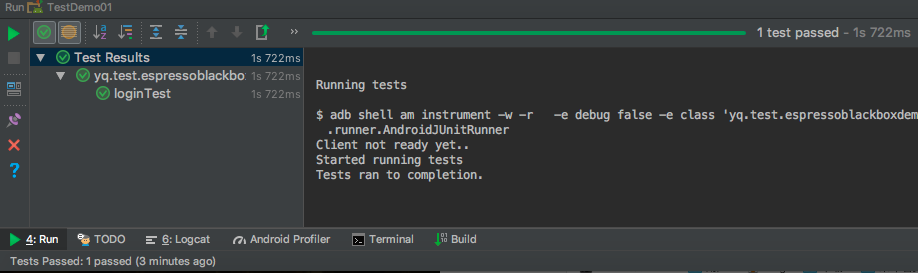 Run TestDemo01
1 test passed - 1s 722ms
Test Results 1s 722ms
yq.test.espressoblackbo 1s 722ms
loginTest 1s 722ms
Running tests
$ adb shell am instrument -w -r   -e debug false -e class 'yq.test.espressoblackboxdem
.runner.AndroidJUnitRunner
Client not ready yet..
Started running tests
Tests ran to completion.
4: Run TODO 6: Logcat Android Profiler Terminal Build
Tests Passed: 1 passed (3 minutes ago)